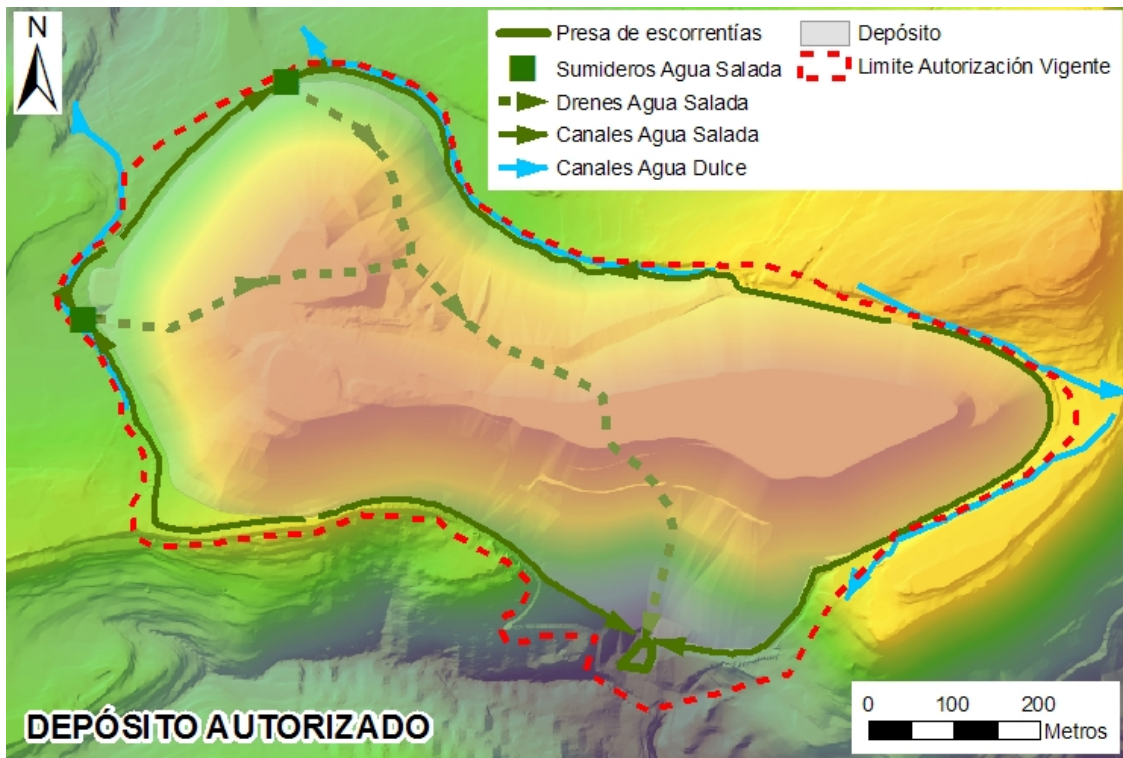 N
Presa de escorrentías
Sumideros Agua Salada
Drenes Agua Salada
Canales Agua Salada
Canales Agua Dulce
Depósito
Limite Autorización Vigente
DEPÓSITO AUTORIZADO
0 100 200
Metros